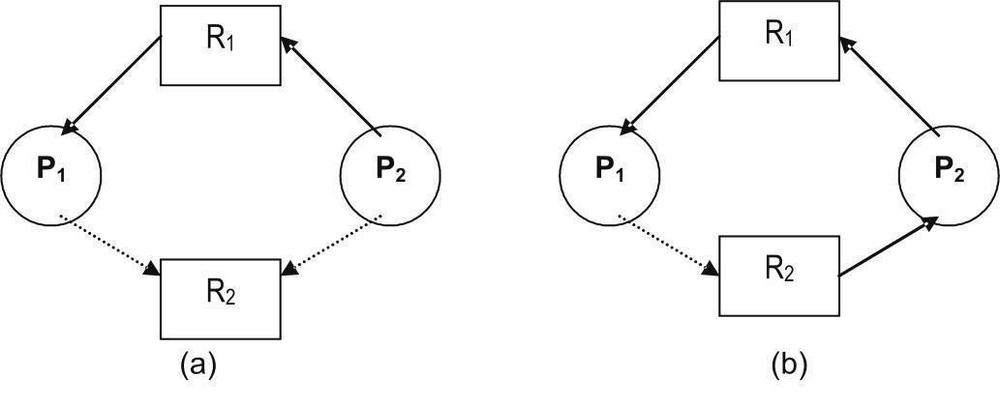 R₁
P₁
P₂
R₂
(a)
R₁
P₁
P₂
R₂
(b)